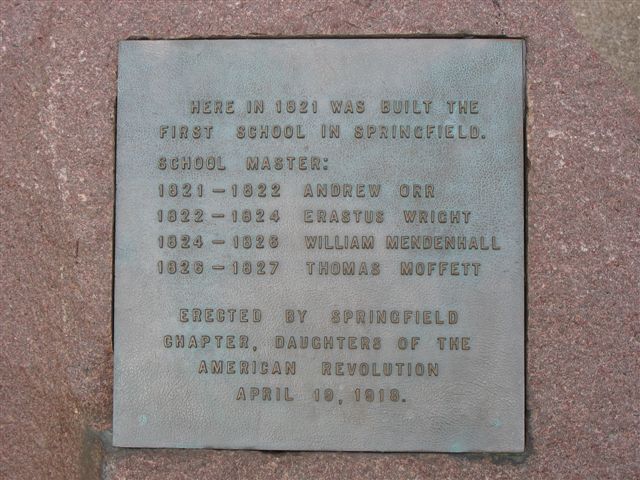 HERE IN 1821 WAS BUILT THE
FIRST SCHOOL IN SPRINGFIELD.
SCHOOL MASTER:
1821 – 1822 ANDREW ORR
1822 – 1824 ERASTUS WRIGHT
1824 – 1826 WILLIAM MENDENHALL
1826 – 1827 THOMAS MOFFETT
ERECTED BY SPRINGFIELD
CHAPTER, DAUGHTERS OF THE
AMERICAN REVOLUTION
APRIL 19, 1918.